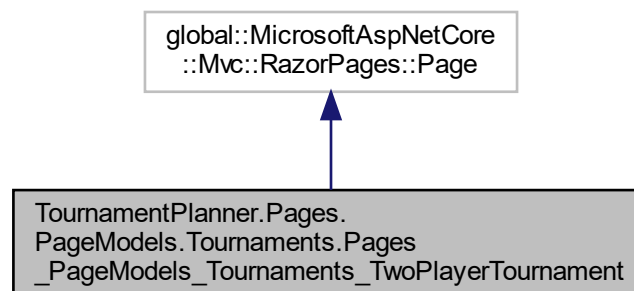 global::MicrosoftAspNetCore
::Mvc::RazorPages::Page
TournamentPlanner.Pages.
PageModels.Tournaments.Pages
_PageModels_Tournaments_TwoPlayerTournament